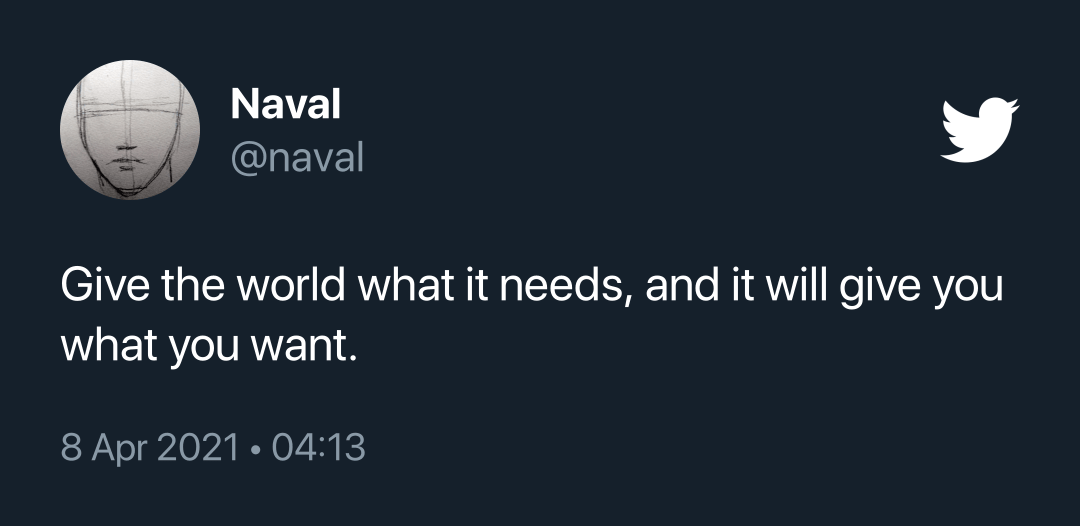 Naval
@naval
Give the world what it needs, and it will give you
what you want.
8 Apr 2021 • 04:13